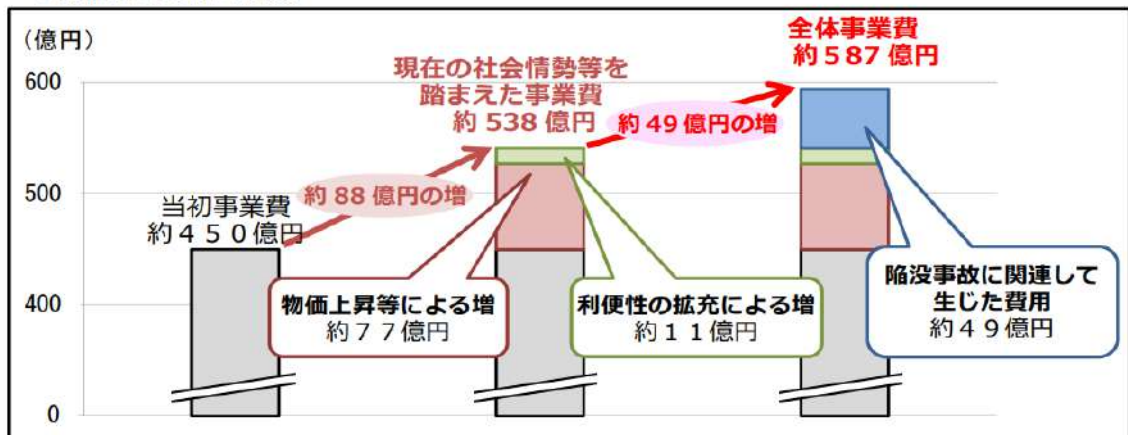 （億円）
600
500
400
0
当初事業費
約４５０億円
約 88 億円の増
現在の社会情勢等を
踏まえた事業費
約 538 億円
約 49 億円の増
全体事業費
約５８７億円
物価上昇等による増
約７７億円
利便性の拡充による増
約１１億円
陥没事故に関連して
生じた費用
約４９億円